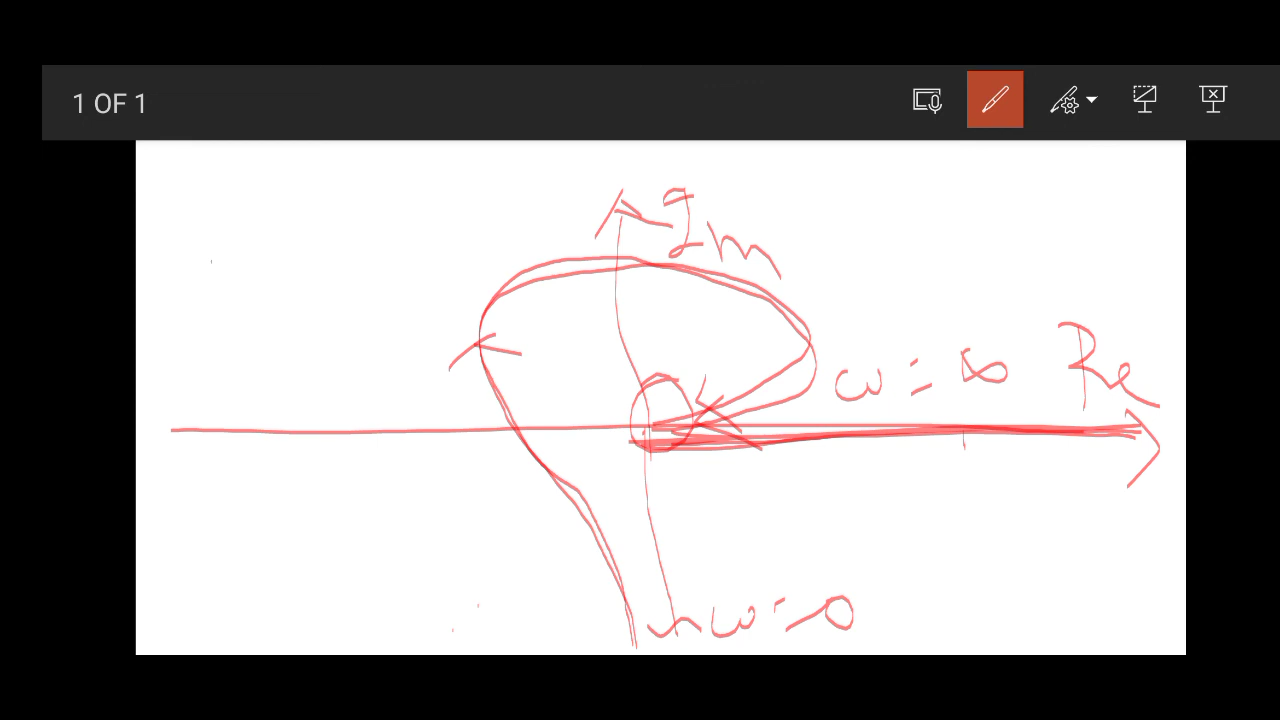 1 OF 1
Im
ω = ∞ Re
ω = 0